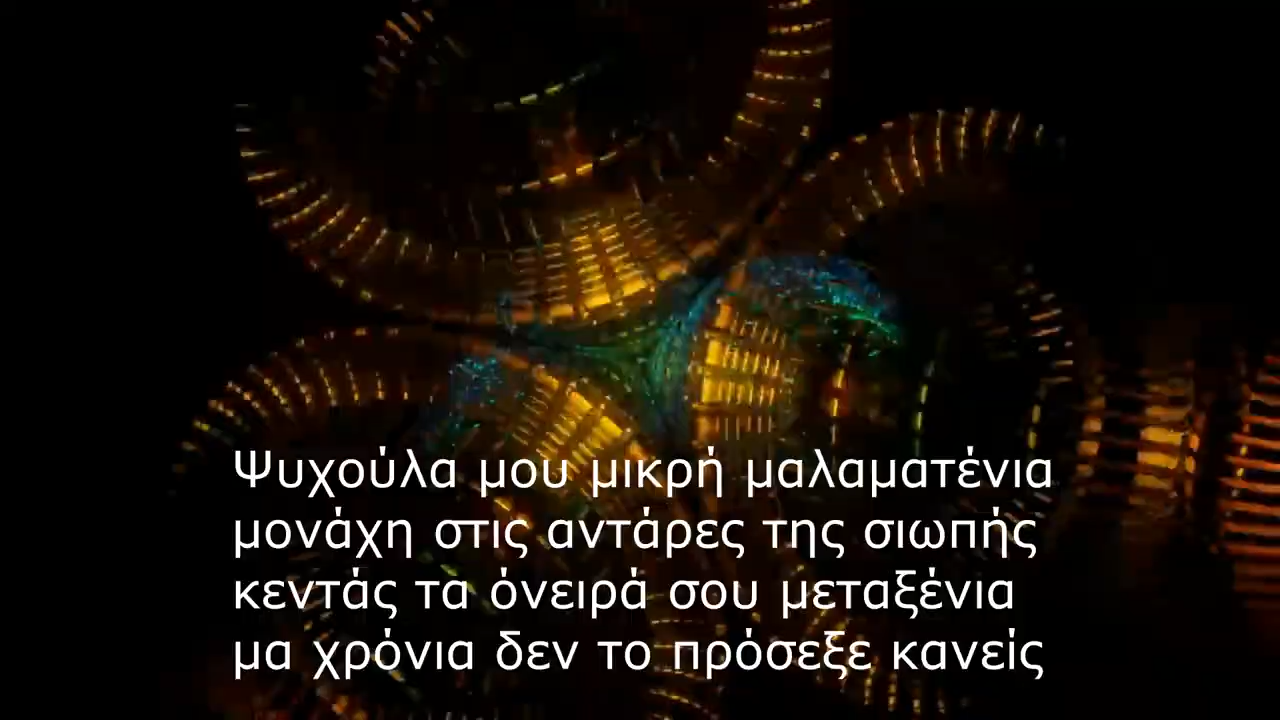 Ψυχούλα μου μικρή μαλαματένια
μονάχη στις αντάρες της σιωπής
κεντάς τα όνειρά σου μεταξένια
μα χρόνια δεν το πρόσεξε κανείς